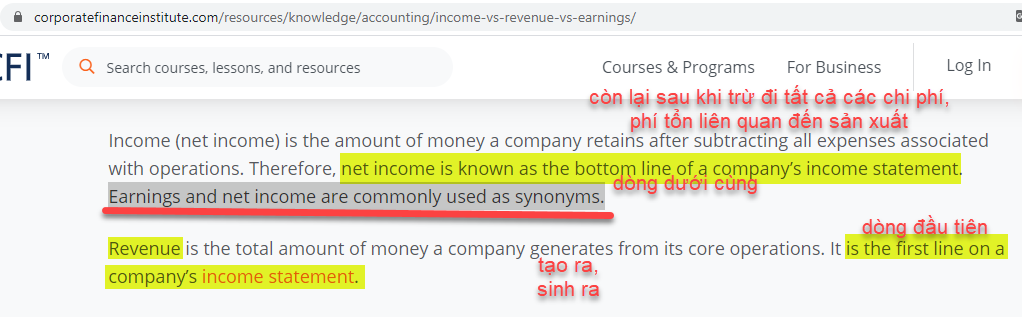 corporatefinanceinstitute.com/resources/knowledge/accounting/income-vs-revenue-vs-earnings/
CFI™ Search courses, lessons, and resources Courses & Programs For Business Log In
còn lại sau khi trừ đi tất cả các chi phí,
phí tổn liên quan đến sản xuất
Income (net income) is the amount of money a company retains after subtracting all expenses associated
with operations. Therefore, net income is known as the bottom line of a company’s income statement.
dòng dưới cùng
Earnings and net income are commonly used as synonyms.
dòng đầu tiên
Revenue is the total amount of money a company generates from its core operations. It is the first line on a
tạo ra,
company’s income statement.
sinh ra